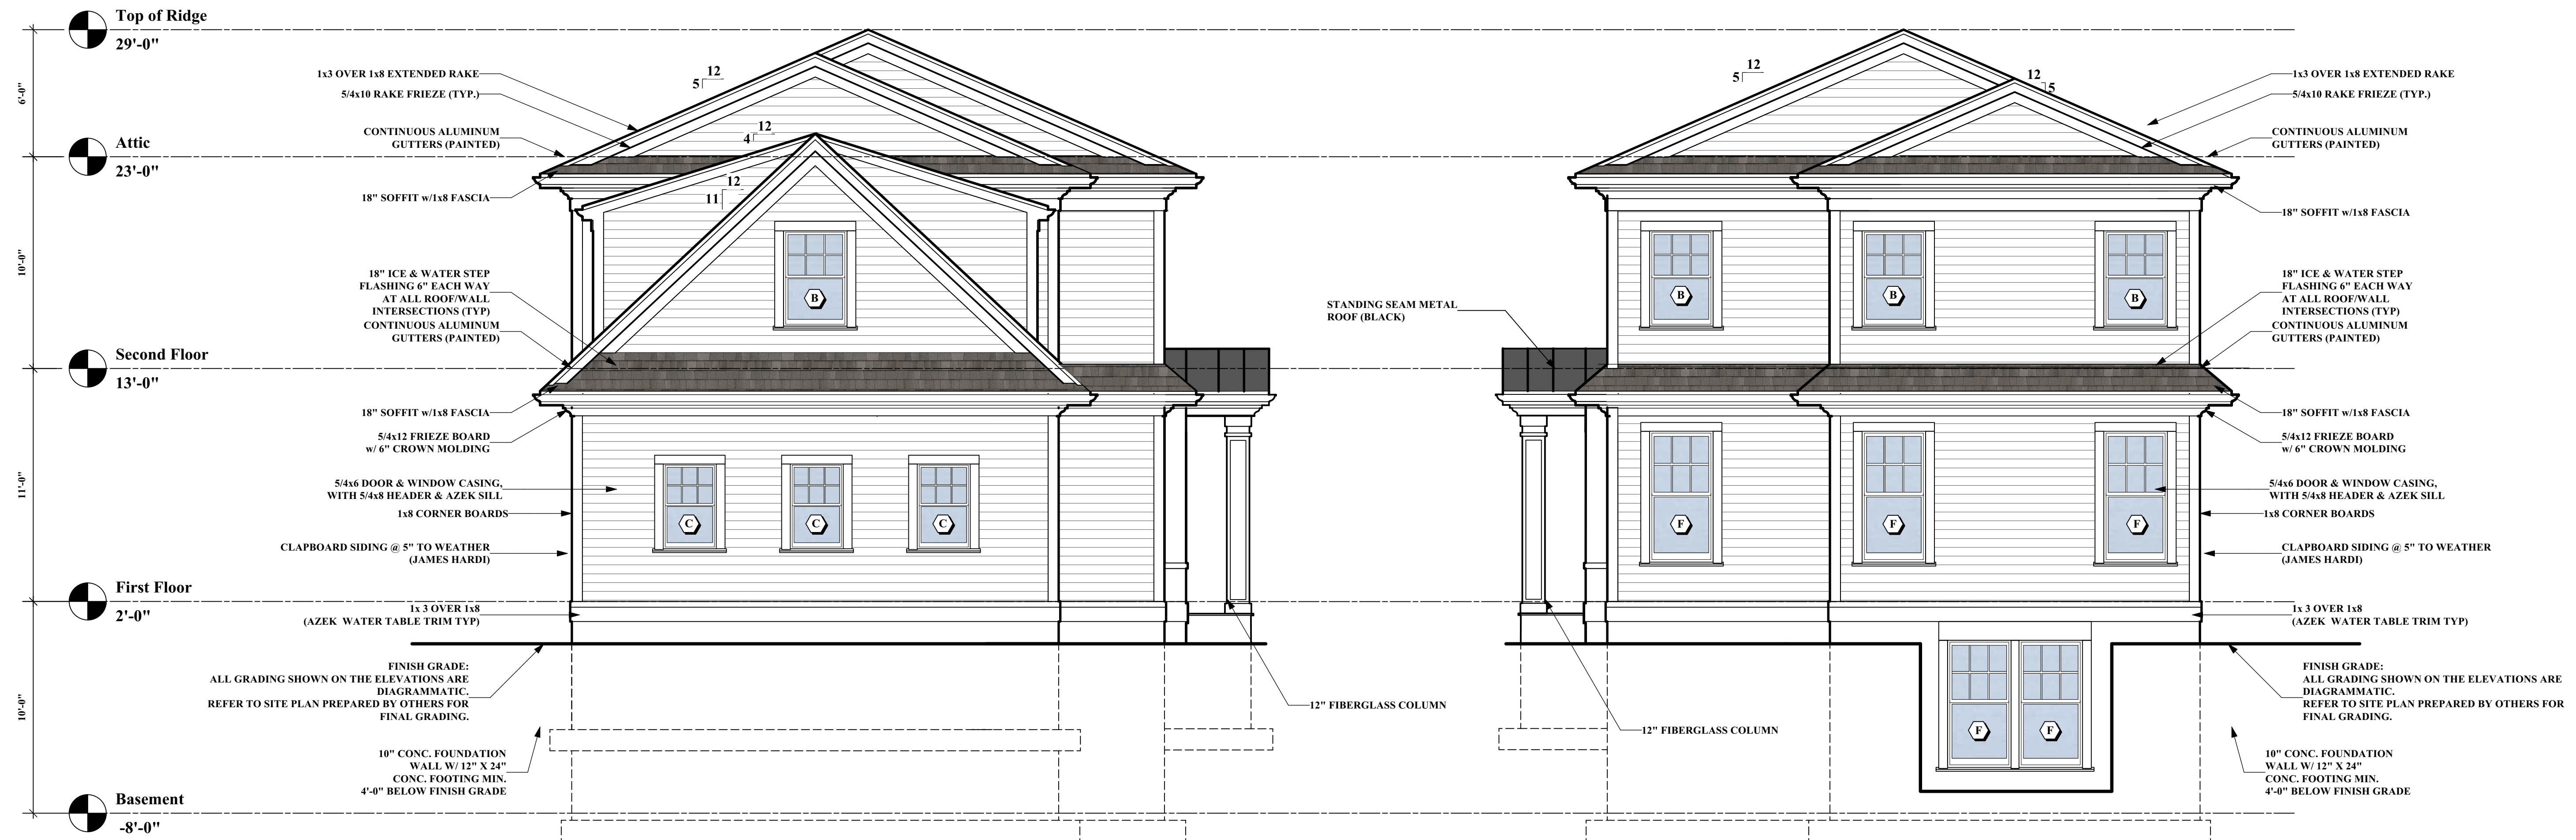 Top of Ridge
29'-0"
6'-0"
Attic
23'-0"
10'-0"
Second Floor
13'-0"
11'-0"
First Floor
2'-0"
10'-0"
Basement
-8'-0"
1x3 OVER 1x8 EXTENDED RAKE
5/4x10 RAKE FRIEZE (TYP.)
CONTINUOUS ALUMINUM
GUTTERS (PAINTED)
18" SOFFIT w/1x8 FASCIA
18" ICE & WATER STEP
FLASHING 6" EACH WAY
AT ALL ROOF/WALL
INTERSECTIONS (TYP)
CONTINUOUS ALUMINUM
GUTTERS (PAINTED)
18" SOFFIT w/1x8 FASCIA
5/4x12 FRIEZE BOARD
w/ 6" CROWN MOLDING
5/4x6 DOOR & WINDOW CASING,
WITH 5/4x8 HEADER & AZEK SILL
1x8 CORNER BOARDS
CLAPBOARD SIDING @ 5" TO WEATHER
(JAMES HARDI)
1x 3 OVER 1x8
(AZEK WATER TABLE TRIM TYP)
FINISH GRADE:
ALL GRADING SHOWN ON THE ELEVATIONS ARE
DIAGRAMMATIC.
REFER TO SITE PLAN PREPARED BY OTHERS FOR
FINAL GRADING.
10" CONC. FOUNDATION
WALL W/ 12" X 24"
CONC. FOOTING MIN.
4'-0" BELOW FINISH GRADE
12
5
12
4
12
11
B
C
C
C
12" FIBERGLASS COLUMN
STANDING SEAM METAL
ROOF (BLACK)
12
5
12
5
B
B
B
F
F
F
F
F
12" FIBERGLASS COLUMN
1x3 OVER 1x8 EXTENDED RAKE
5/4x10 RAKE FRIEZE (TYP.)
CONTINUOUS ALUMINUM
GUTTERS (PAINTED)
18" SOFFIT w/1x8 FASCIA
18" ICE & WATER STEP
FLASHING 6" EACH WAY
AT ALL ROOF/WALL
INTERSECTIONS (TYP)
CONTINUOUS ALUMINUM
GUTTERS (PAINTED)
18" SOFFIT w/1x8 FASCIA
5/4x12 FRIEZE BOARD
w/ 6" CROWN MOLDING
5/4x6 DOOR & WINDOW CASING,
WITH 5/4x8 HEADER & AZEK SILL
1x8 CORNER BOARDS
CLAPBOARD SIDING @ 5" TO WEATHER
(JAMES HARDI)
1x 3 OVER 1x8
(AZEK WATER TABLE TRIM TYP)
FINISH GRADE:
ALL GRADING SHOWN ON THE ELEVATIONS ARE
DIAGRAMMATIC.
REFER TO SITE PLAN PREPARED BY OTHERS FOR
FINAL GRADING.
10" CONC. FOUNDATION
WALL W/ 12" X 24"
CONC. FOOTING MIN.
4'-0" BELOW FINISH GRADE